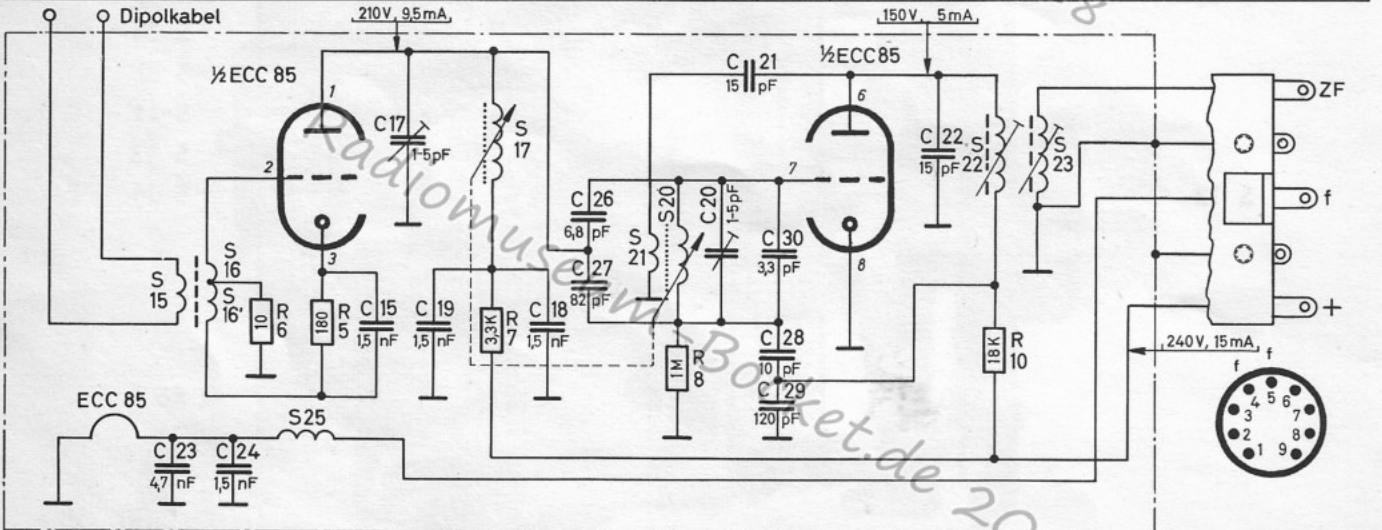 Dipolkabel
210V, 9,5mA
150V, 5mA
½ECC 85
1
2
3
C17
1-5pF
S
17
C 21
15 pF
½ECC 85
6
7
8
C 22
15 pF
S
22
S
23
ZF
f
+
S
15
S
16
S
16'
R
6
10
R
5
180
C 15
1,5 nF
C 19
1,5 nF
R
7
3,3K
C 18
1,5 nF
C 26
6,8 pF
C 27
82 pF
S
21
S20
C20
1-5pF
C 30
3,3 pF
R
8
1M
C 28
10 pF
C 29
120 pF
R
10
18K
240V, 15mA
f
f
1
2
3
4
5
6
7
8
9
ECC 85
C 23
4,7 nF
C 24
1,5 nF
S25
Radiomuseum-Bocket.de 20
8